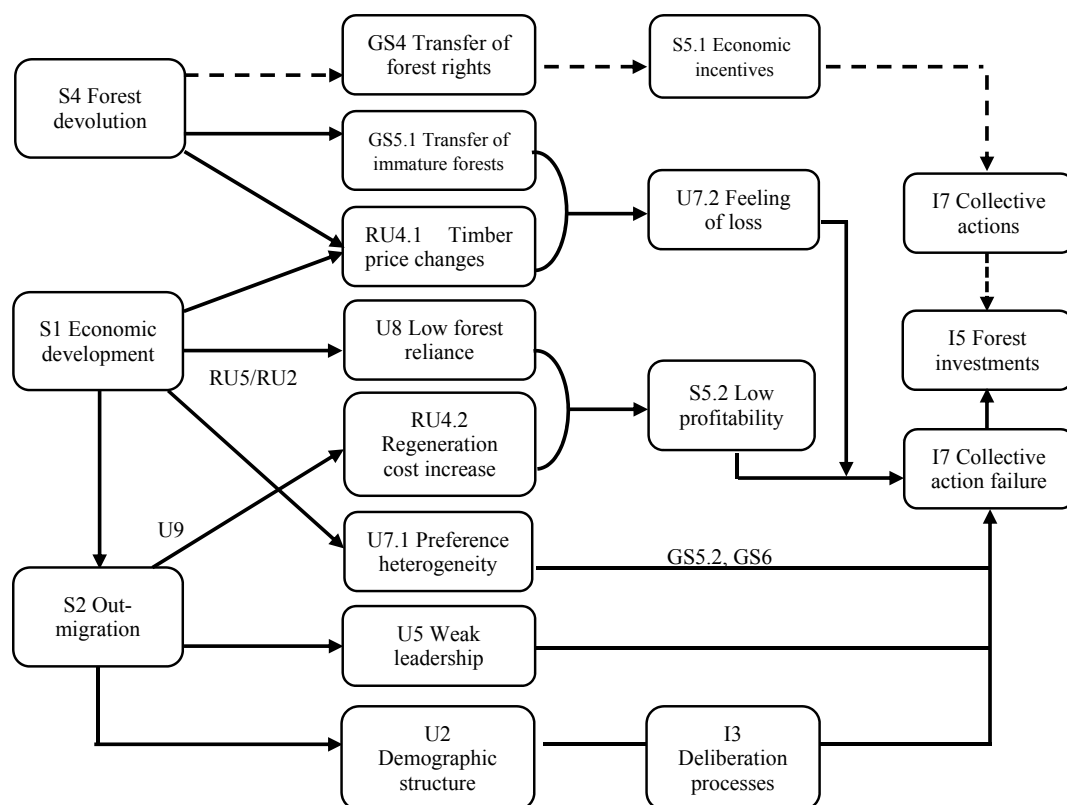 GS4 Transfer of
forest rights
S5.1 Economic
incentives
S4 Forest
devolution
GS5.1 Transfer of
immature forests
U7.2 Feeling
of loss
I7 Collective
actions
RU4.1 Timber
price changes
S1 Economic
development
U8 Low forest
reliance
I5 Forest
investments
RU5/RU2
RU4.2
Regeneration
cost increase
S5.2 Low
profitability
I7 Collective
action failure
U9
U7.1 Preference
heterogeneity
GS5.2, GS6
S2 Out-
migration
U5 Weak
leadership
U2
Demographic
structure
I3
Deliberation
processes